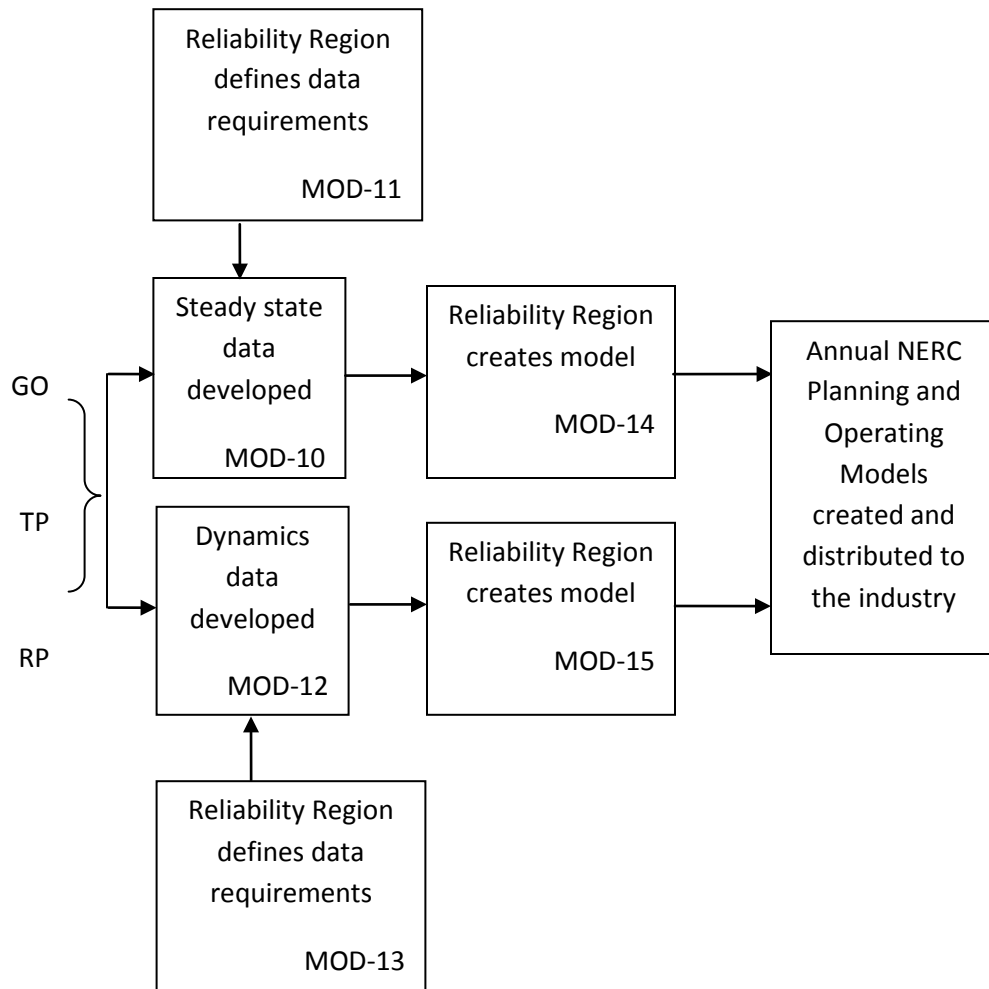 Reliability Region
defines data
requirements
MOD-11
Steady state
data
developed
MOD-10
Reliability Region
creates model
MOD-14
Annual NERC
Planning and
Operating
Models
created and
distributed to
the industry
GO
TP
RP
Dynamics
data
developed
MOD-12
Reliability Region
creates model
MOD-15
Reliability Region
defines data
requirements
MOD-13